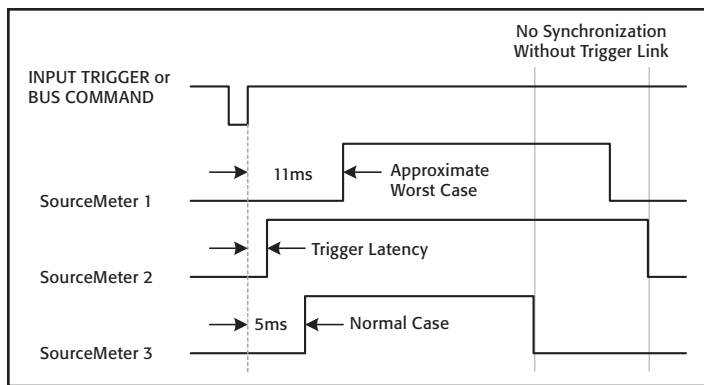 No Synchronization
Without Trigger Link
INPUT TRIGGER or
BUS COMMAND
11ms
Approximate
Worst Case
SourceMeter 1
Trigger Latency
SourceMeter 2
5ms
Normal Case
SourceMeter 3